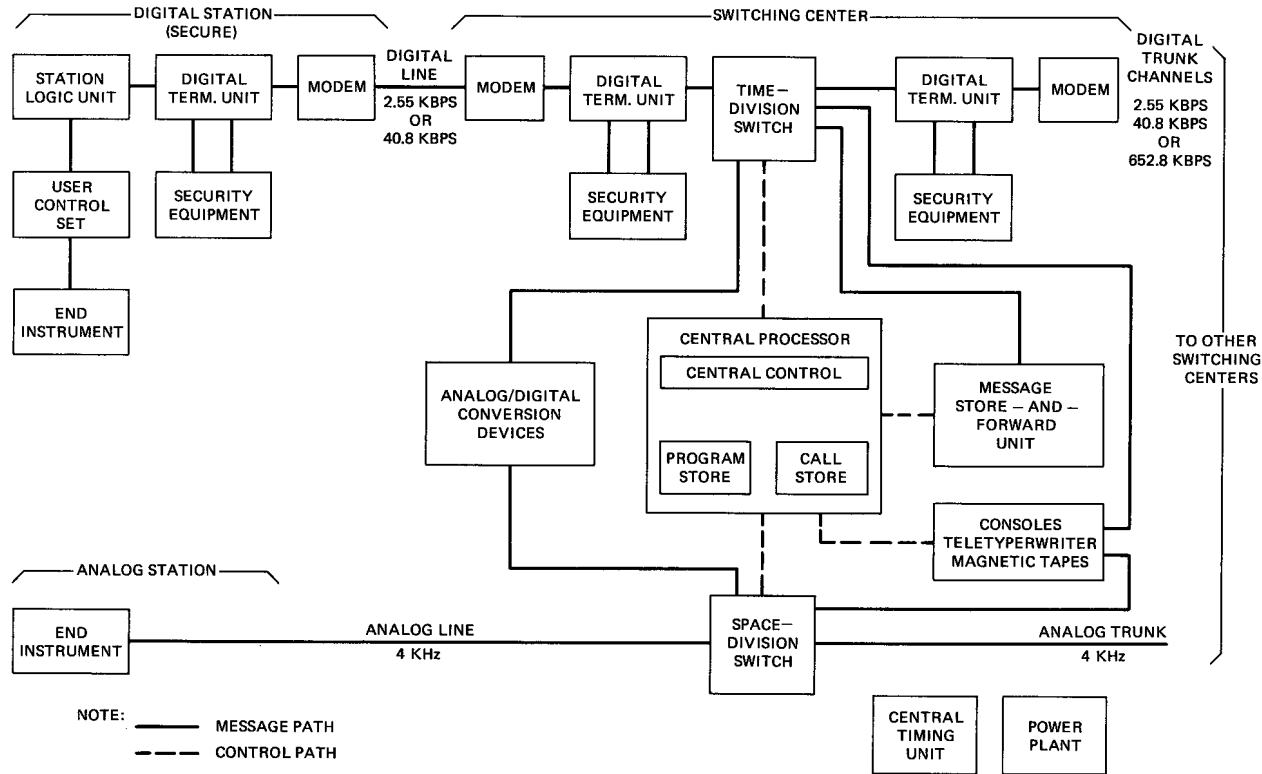 DIGITAL STATION
(SECURE)
SWITCHING CENTER
STATION
LOGIC UNIT
DIGITAL
TERM. UNIT
MODEM
DIGITAL
LINE
2.55 KBPS
OR
40.8 KBPS
MODEM
DIGITAL
TERM. UNIT
TIME—
DIVISION
SWITCH
DIGITAL
TERM. UNIT
MODEM
DIGITAL
TRUNK
CHANNELS
2.55 KBPS
40.8 KBPS
OR
652.8 KBPS
USER
CONTROL
SET
SECURITY
EQUIPMENT
SECURITY
EQUIPMENT
SECURITY
EQUIPMENT
END
INSTRUMENT
CENTRAL PROCESSOR
CENTRAL CONTROL
PROGRAM
STORE
CALL
STORE
ANALOG/DIGITAL
CONVERSION
DEVICES
MESSAGE
STORE — AND —
FORWARD
UNIT
TO OTHER
SWITCHING
CENTERS
CONSOLES
TELETYPERWRITER
MAGNETIC TAPES
ANALOG STATION
END
INSTRUMENT
ANALOG LINE
4 KHz
SPACE—
DIVISION
SWITCH
ANALOG TRUNK
4 KHz
NOTE:
MESSAGE PATH
CONTROL PATH
CENTRAL
TIMING
UNIT
POWER
PLANT